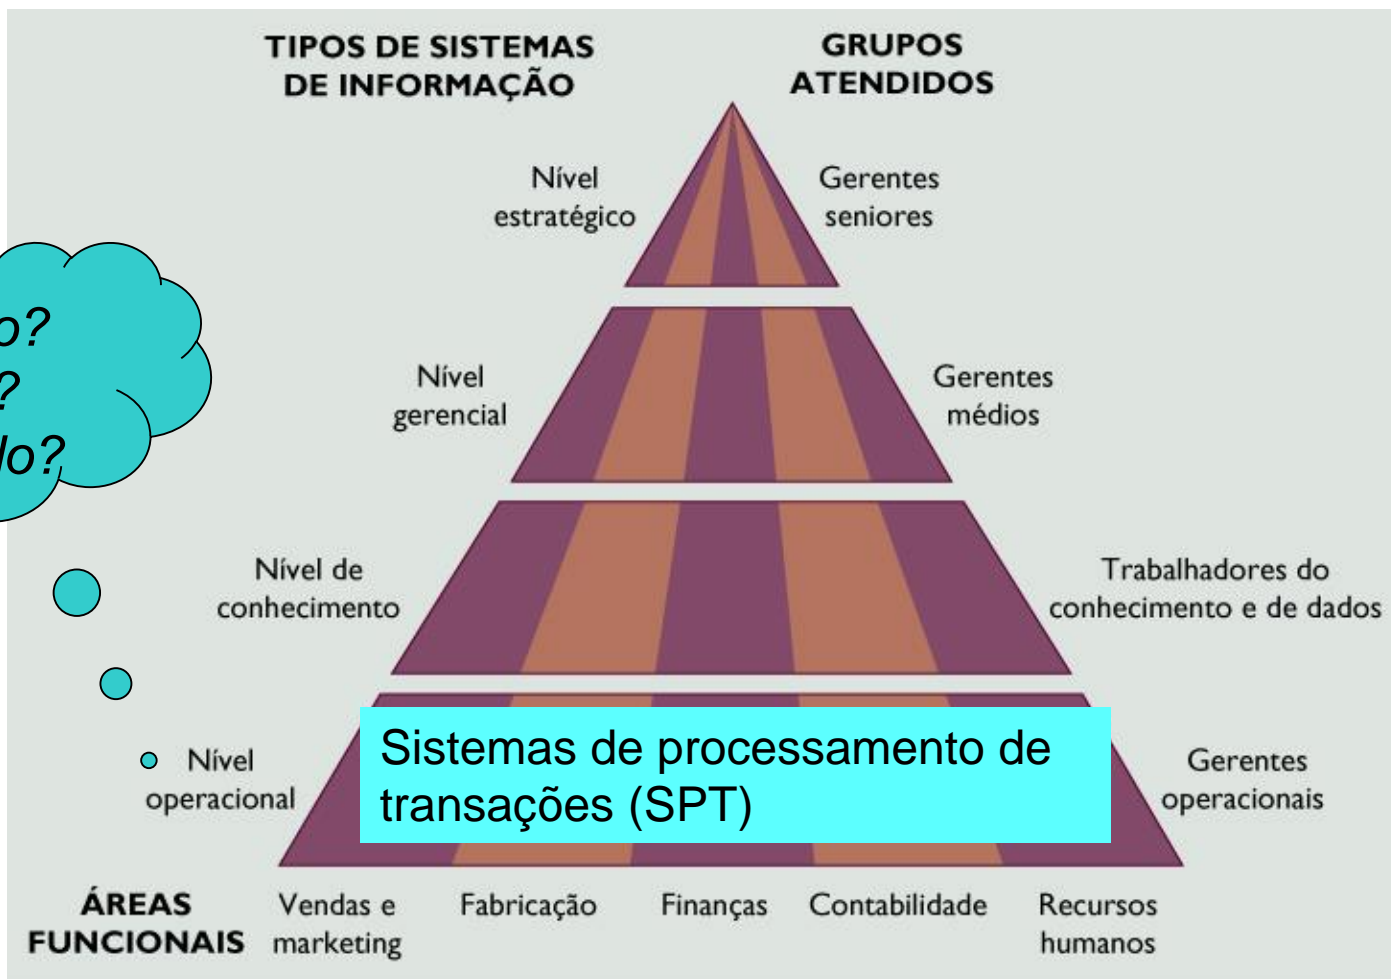 TIPOS DE SISTEMAS
DE INFORMAÇÃO
GRUPOS
ATENDIDOS
Nível
estratégico
Gerentes
seniores
Nível
gerencial
Gerentes
médios
Nível de
conhecimento
Trabalhadores do
conhecimento e de dados
Nível
operacional
Sistemas de processamento de
transações (SPT)
Gerentes
operacionais
ÁREAS
FUNCIONAIS
Vendas e
marketing
Fabricação
Finanças
Contabilidade
Recursos
humanos